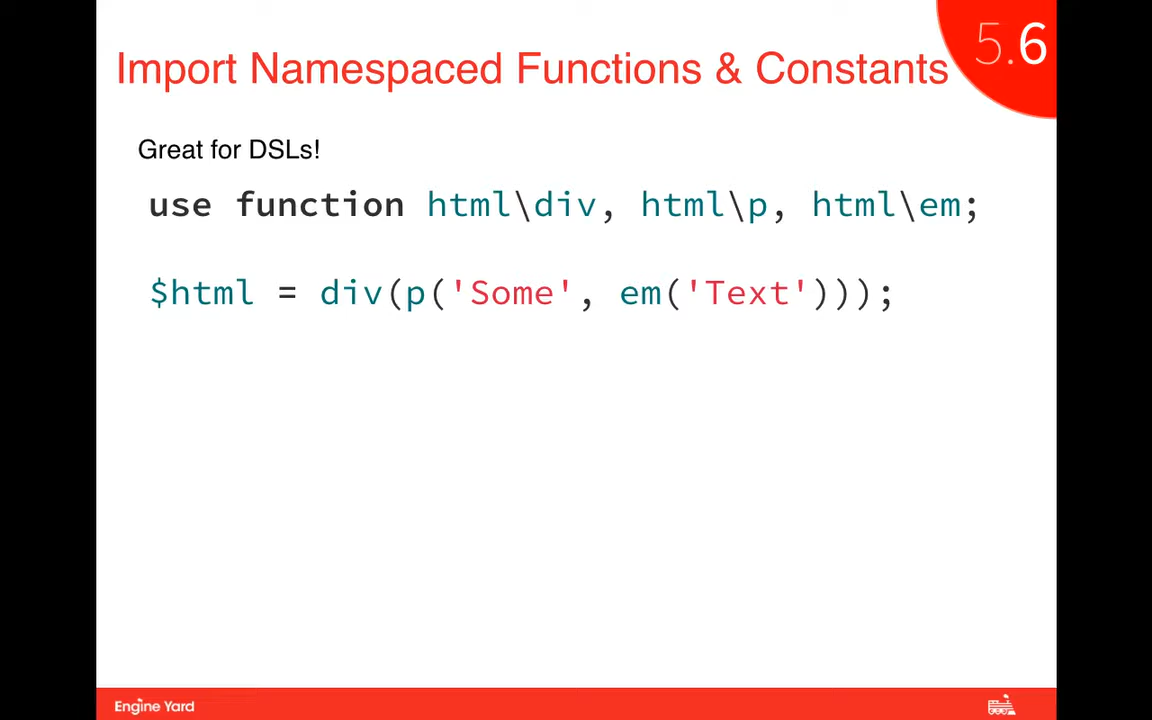 5.6
Import Namespaced Functions & Constants
Great for DSLs!
use function html\div, html\p, html\em;
$html = div(p('Some', em('Text')));
Engine Yard